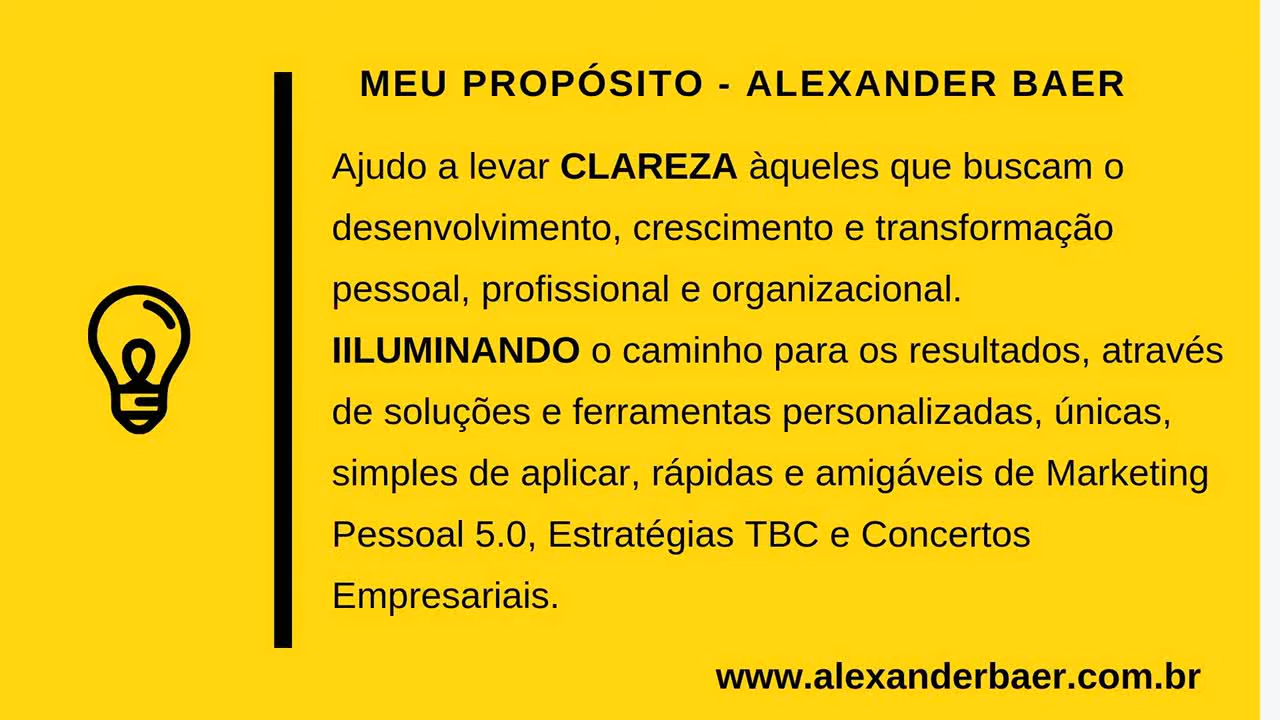 MEU PROPÓSITO - ALEXANDER BAER
Ajudo a levar CLAREZA àqueles que buscam o
desenvolvimento, crescimento e transformação
pessoal, profissional e organizacional.
IILUMINANDO o caminho para os resultados, através
de soluções e ferramentas personalizadas, únicas,
simples de aplicar, rápidas e amigáveis de Marketing
Pessoal 5.0, Estratégias TBC e Concertos
Empresariais.
www.alexanderbaer.com.br